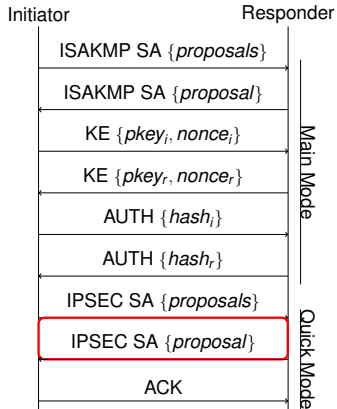 Initiator Responder
ISAKMP SA {proposals}
ISAKMP SA {proposal}
KE {pkeyᵢ, nonceᵢ}
KE {pkeyᵣ, nonceᵣ}
AUTH {hashᵢ}
AUTH {hashᵣ}
Main Mode
IPSEC SA {proposals}
IPSEC SA {proposal}
ACK
Quick Mode